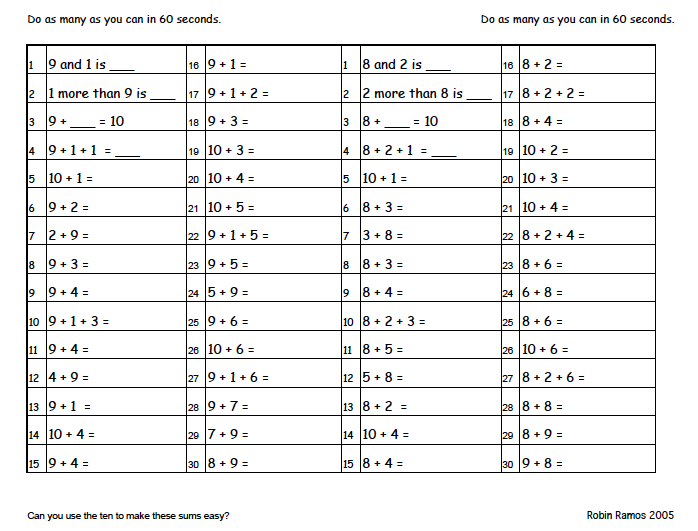 Do as many as you can in 60 seconds. Do as many as you can in 60 seconds.
1 9 and 1 is ____ 16 9 + 1 = 1 8 and 2 is ____ 16 8 + 2 =
2 1 more than 9 is ____ 17 9 + 1 + 2 = 2 2 more than 8 is ____ 17 8 + 2 + 2 =
3 9 + ____ = 10 18 9 + 3 = 3 8 + ____ = 10 18 8 + 4 =
4 9 + 1 + 1 = ____ 19 10 + 3 = 4 8 + 2 + 1 = ____ 19 10 + 2 =
5 10 + 1 = 20 10 + 4 = 5 10 + 1 = 20 10 + 3 =
6 9 + 2 = 21 10 + 5 = 6 8 + 3 = 21 10 + 4 =
7 2 + 9 = 22 9 + 1 + 5 = 7 3 + 8 = 22 8 + 2 + 4 =
8 9 + 3 = 23 9 + 5 = 8 8 + 3 = 23 8 + 6 =
9 9 + 4 = 24 5 + 9 = 9 8 + 4 = 24 6 + 8 =
10 9 + 1 + 3 = 25 9 + 6 = 10 8 + 2 + 3 = 25 8 + 6 =
11 9 + 4 = 26 10 + 6 = 11 8 + 5 = 26 10 + 6 =
12 4 + 9 = 27 9 + 1 + 6 = 12 5 + 8 = 27 8 + 2 + 6 =
13 9 + 1 = 28 9 + 7 = 13 8 + 2 = 28 8 + 8 =
14 10 + 4 = 29 7 + 9 = 14 10 + 4 = 29 8 + 9 =
15 9 + 4 = 30 8 + 9 = 15 8 + 4 = 30 9 + 8 =
Can you use the ten to make these sums easy? Robin Ramos 2005